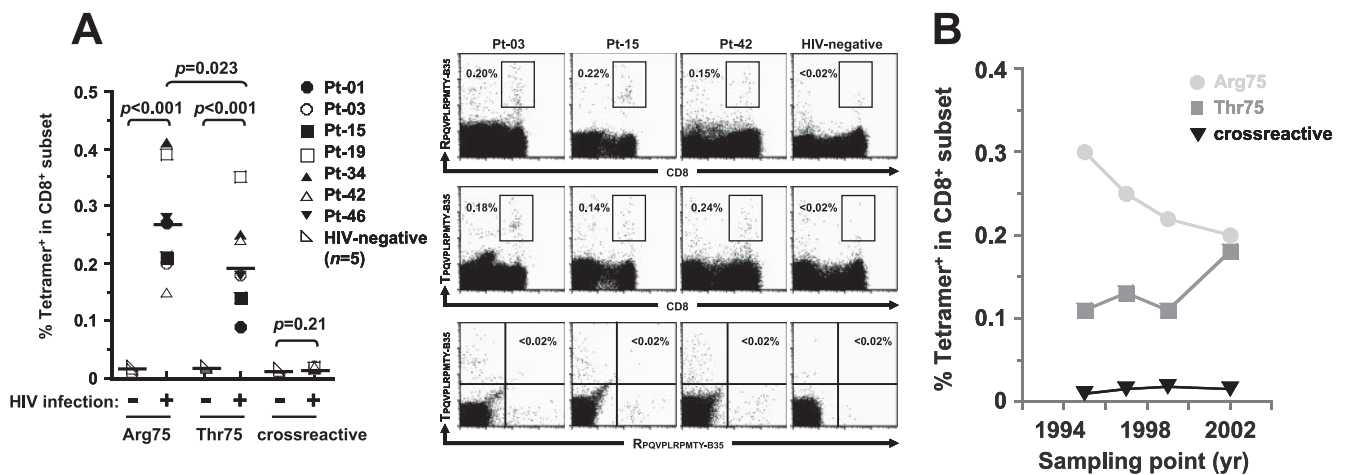 A
% Tetramer⁺ in CD8⁺ subset
0.5
0.4
0.3
0.2
0.1
0
p=0.023
p<0.001
p<0.001
p=0.21
Pt-01
Pt-03
Pt-15
Pt-19
Pt-34
Pt-42
Pt-46
HIV-negative
(n=5)
HIV infection: - + - + - +
Arg75 Thr75 crossreactive
Pt-03 Pt-15 Pt-42 HIV-negative
RPQVPLRPMTY-B35
0.20% 0.22% 0.15% <0.02%
CD8
TPQVPLRPMTY-B35
0.18% 0.14% 0.24% <0.02%
CD8
TPQVPLRPMTY-B35
<0.02% <0.02% <0.02% <0.02%
RPQVPLRPMTY-B35
B
% Tetramer⁺ in CD8⁺ subset
0.4
0.3
0.2
0.1
0
Arg75
Thr75
crossreactive
1994 1998 2002
Sampling point (yr)